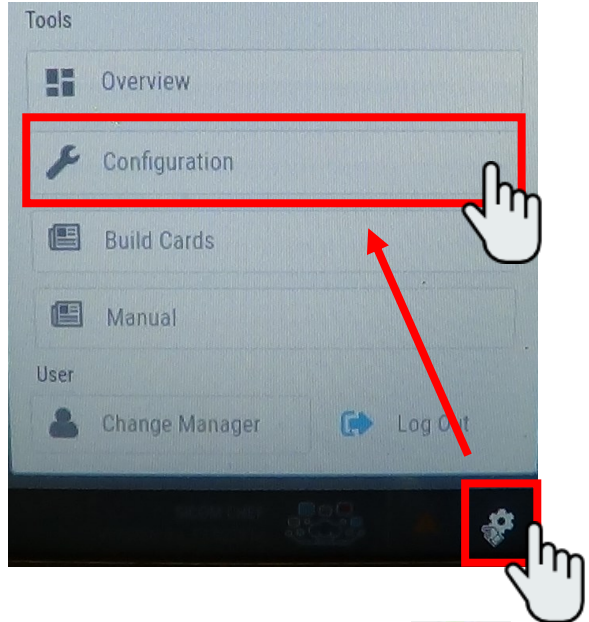 Tools
Overview
Configuration
Build Cards
Manual
User
Change Manager
Log Out